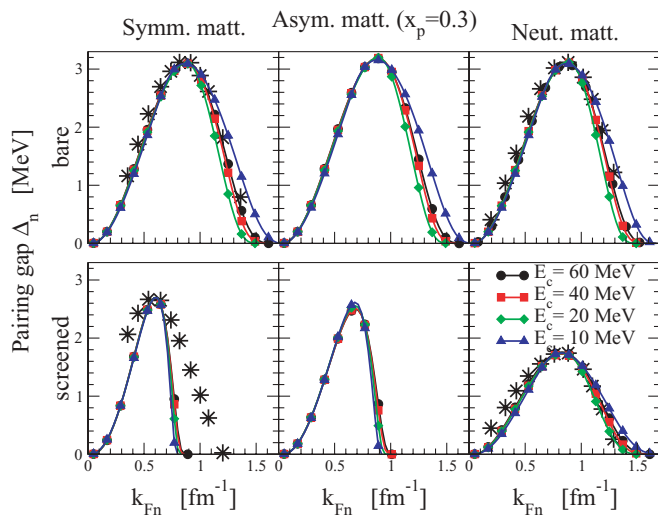 Symm. matt.
Asym. matt. (x_p=0.3)
Neut. matt.
3
2
1
0
bare
Pairing gap Δ_n [MeV]
3
2
1
0
screened
E_c = 60 MeV
E_c = 40 MeV
E_c = 20 MeV
E_c = 10 MeV
0 0.5 1 1.5
0 0.5 1 1.5
0 0.5 1 1.5
k_Fn [fm⁻¹]
k_Fn [fm⁻¹]
k_Fn [fm⁻¹]